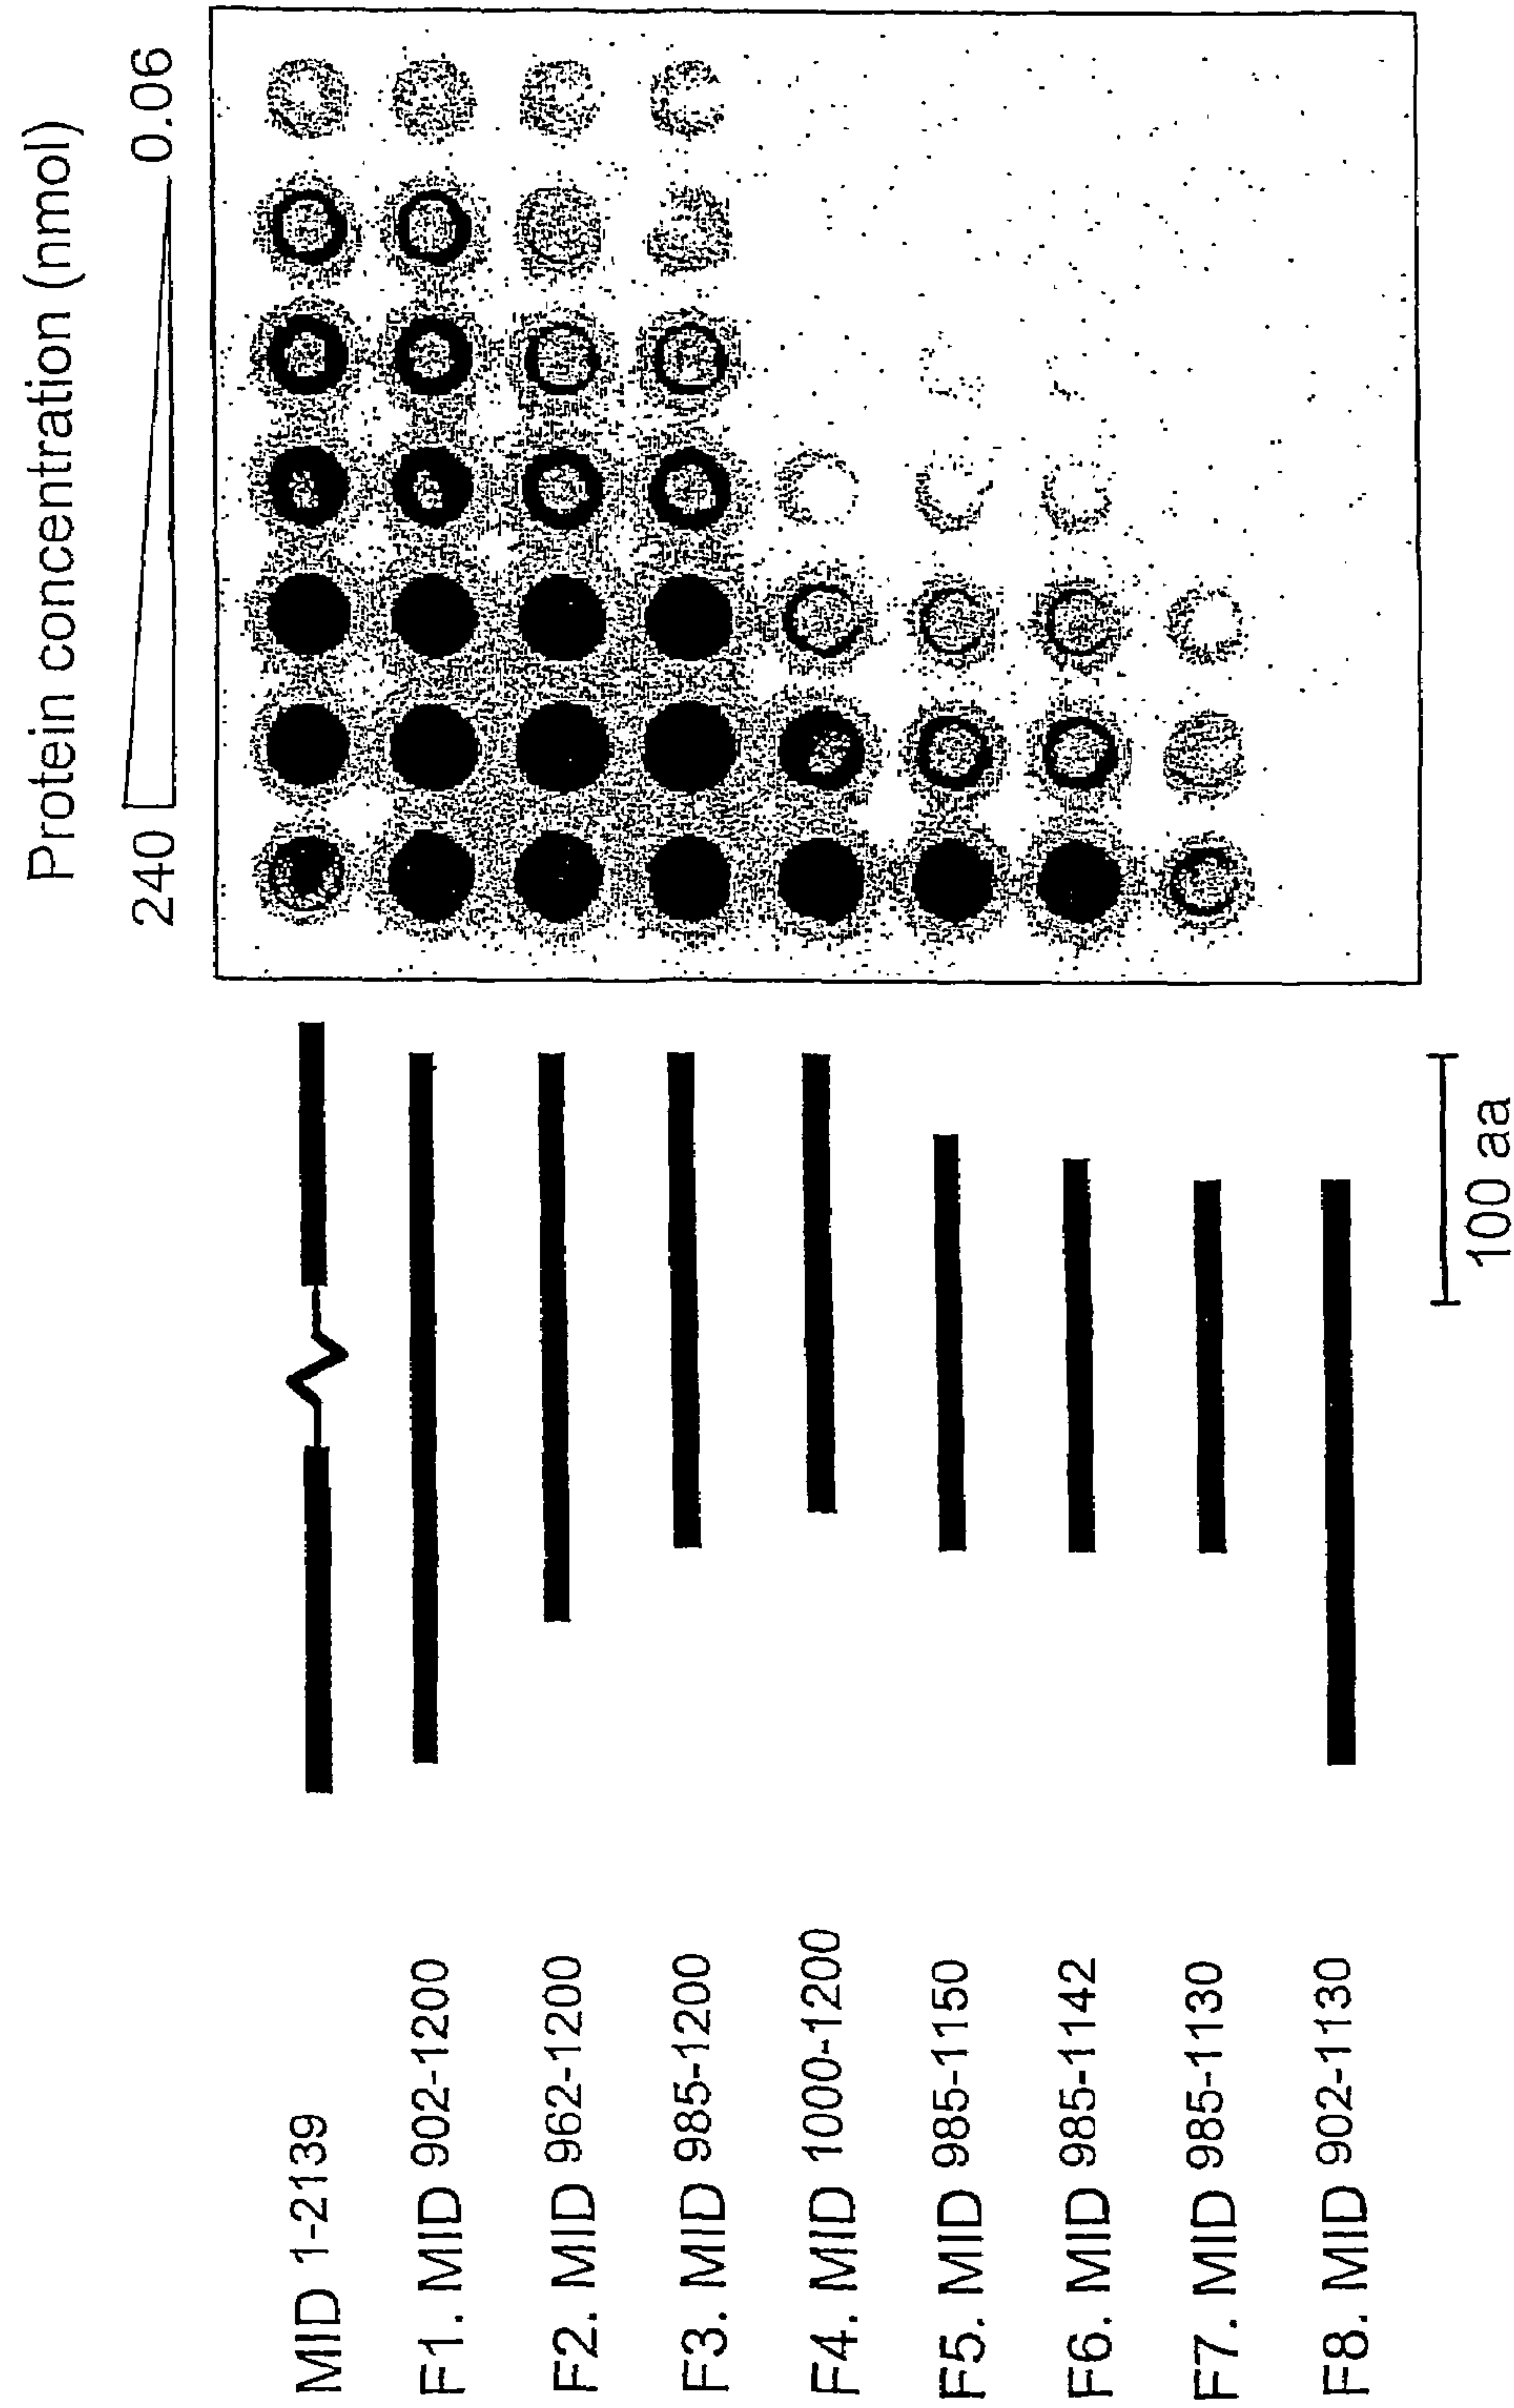 Protein concentration (nmol)
240 0.06
MID 1-2139
F1. MID 902-1200
F2. MID 962-1200
F3. MID 985-1200
F4. MID 1000-1200
F5. MID 985-1150
F6. MID 985-1142
F7. MID 985-1130
F8. MID 902-1130
100 aa